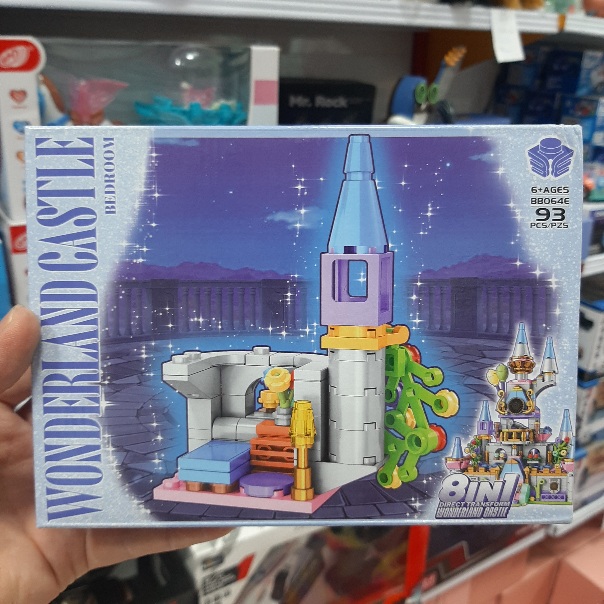 WONDERLAND CASTLE
BEDROOM
Mr. Rock
6+AGES
88064E
93
PCS/PZS
8IN1
DIRECT TRANSFORM
WONDERLAND CASTLE